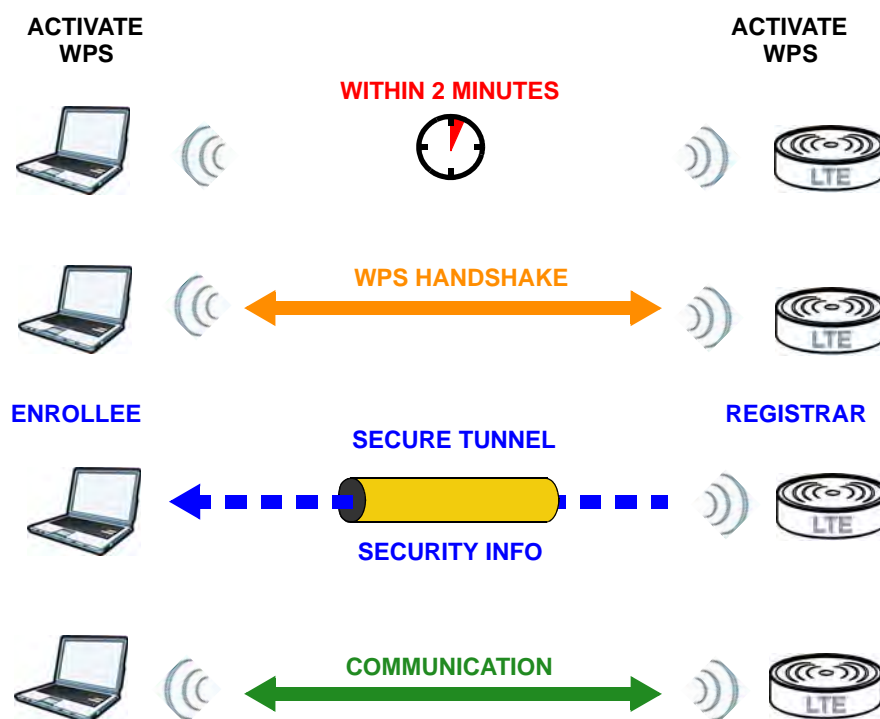 ACTIVATE
WPS
ACTIVATE
WPS
WITHIN 2 MINUTES
LTE
WPS HANDSHAKE
LTE
ENROLLEE
REGISTRAR
SECURE TUNNEL
LTE
SECURITY INFO
COMMUNICATION
LTE